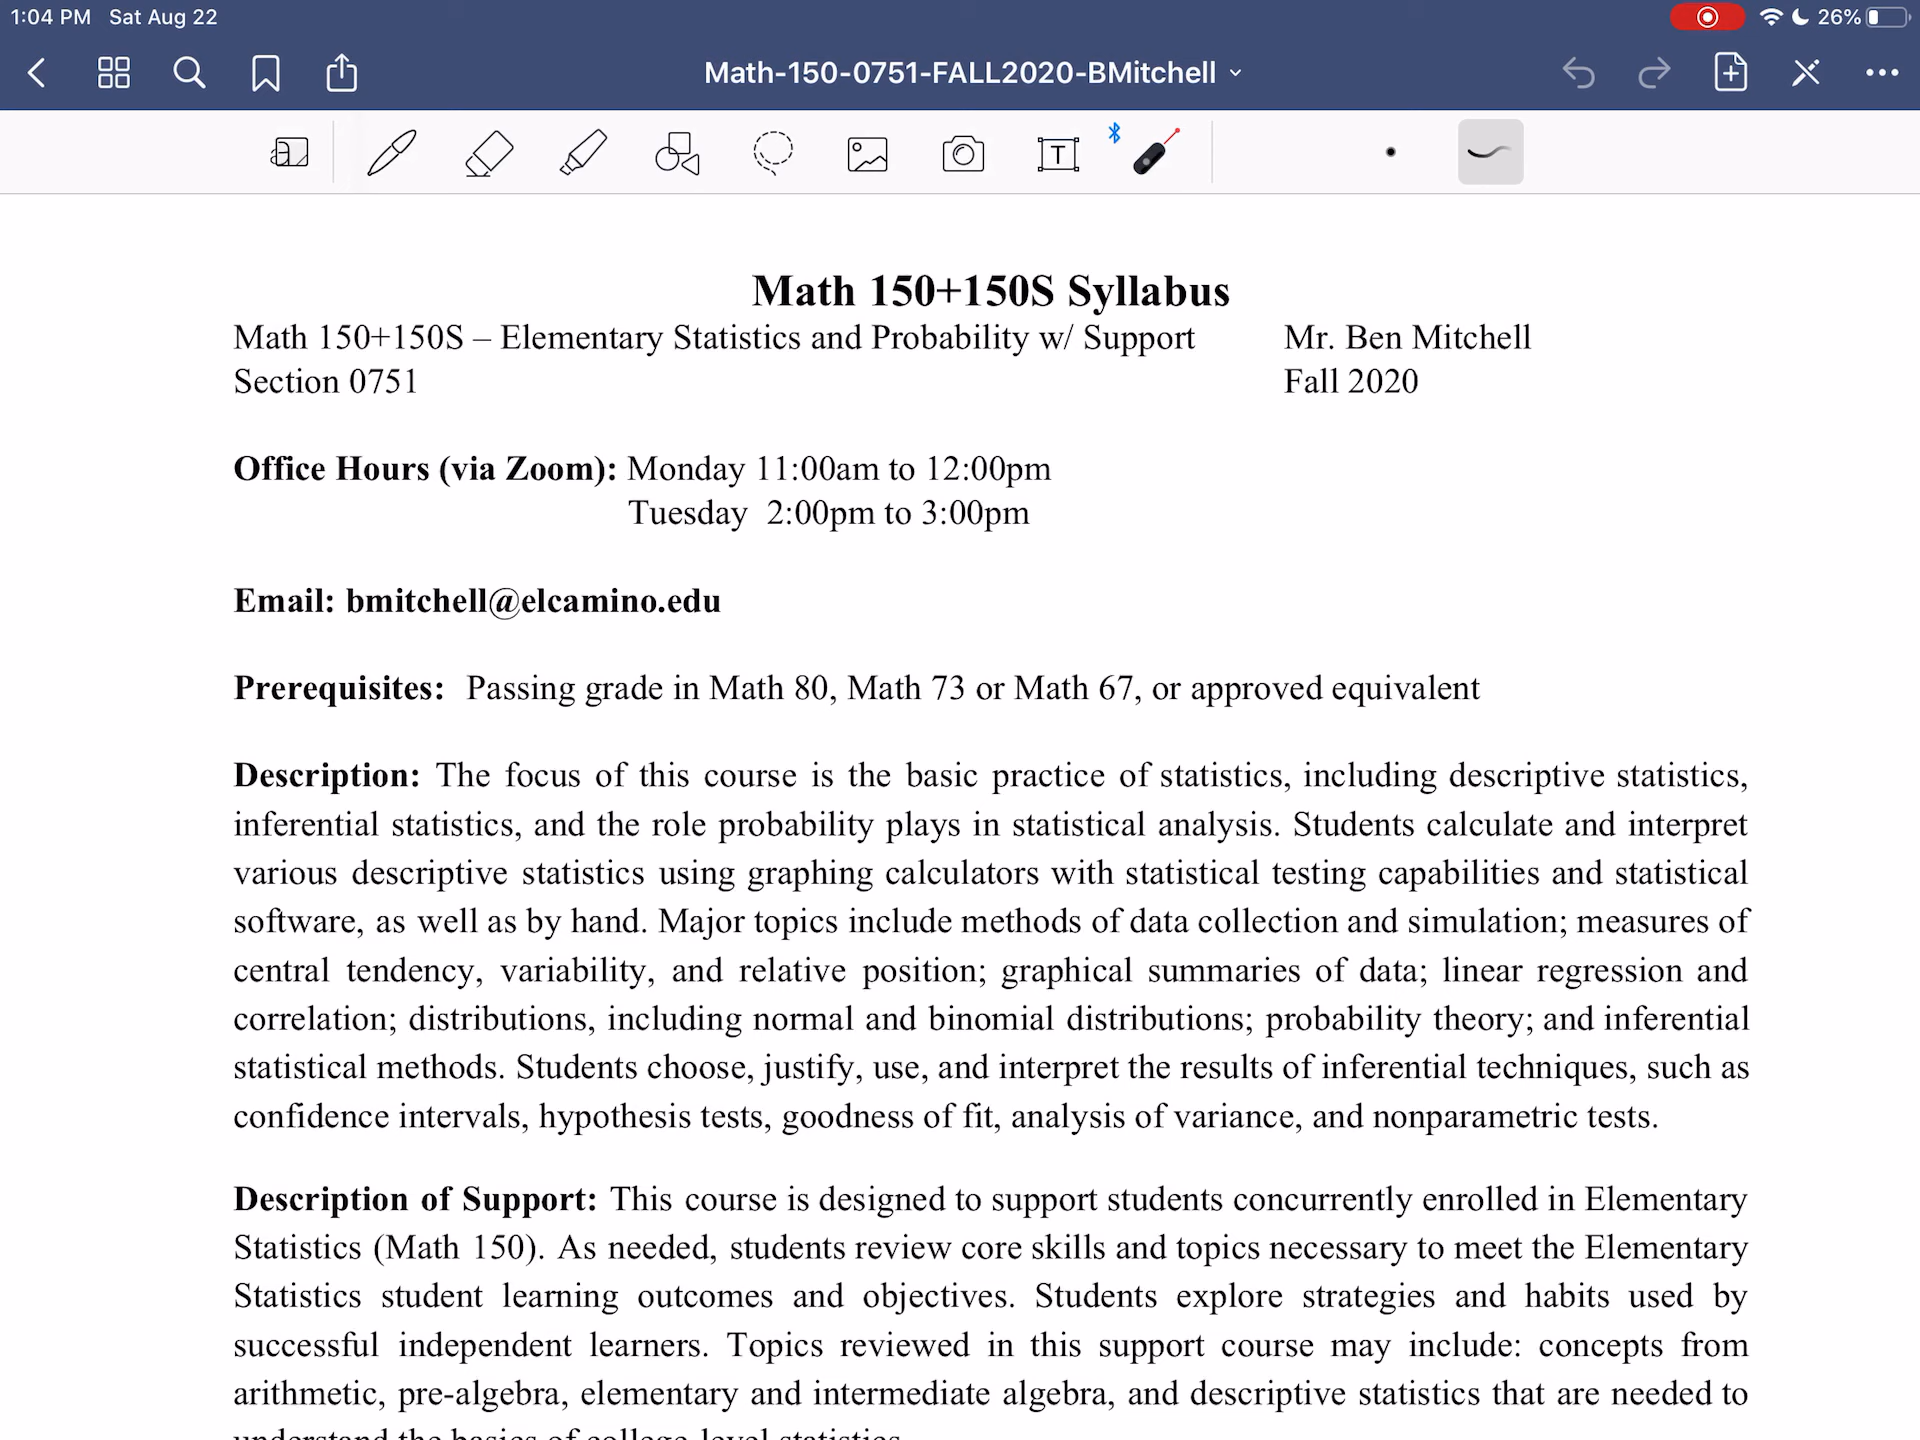 1:04 PM Sat Aug 22
26%
Math-150-0751-FALL2020-BMitchell
a
T
Math 150+150S Syllabus
Math 150+150S – Elementary Statistics and Probability w/ Support Mr. Ben Mitchell
Section 0751 Fall 2020
Office Hours (via Zoom): Monday 11:00am to 12:00pm
Tuesday 2:00pm to 3:00pm
Email: bmitchell@elcamino.edu
Prerequisites: Passing grade in Math 80, Math 73 or Math 67, or approved equivalent
Description: The focus of this course is the basic practice of statistics, including descriptive statistics,
inferential statistics, and the role probability plays in statistical analysis. Students calculate and interpret
various descriptive statistics using graphing calculators with statistical testing capabilities and statistical
software, as well as by hand. Major topics include methods of data collection and simulation; measures of
central tendency, variability, and relative position; graphical summaries of data; linear regression and
correlation; distributions, including normal and binomial distributions; probability theory; and inferential
statistical methods. Students choose, justify, use, and interpret the results of inferential techniques, such as
confidence intervals, hypothesis tests, goodness of fit, analysis of variance, and nonparametric tests.
Description of Support: This course is designed to support students concurrently enrolled in Elementary
Statistics (Math 150). As needed, students review core skills and topics necessary to meet the Elementary
Statistics student learning outcomes and objectives. Students explore strategies and habits used by
successful independent learners. Topics reviewed in this support course may include: concepts from
arithmetic, pre-algebra, elementary and intermediate algebra, and descriptive statistics that are needed to
understand the basics of college-level statistics.